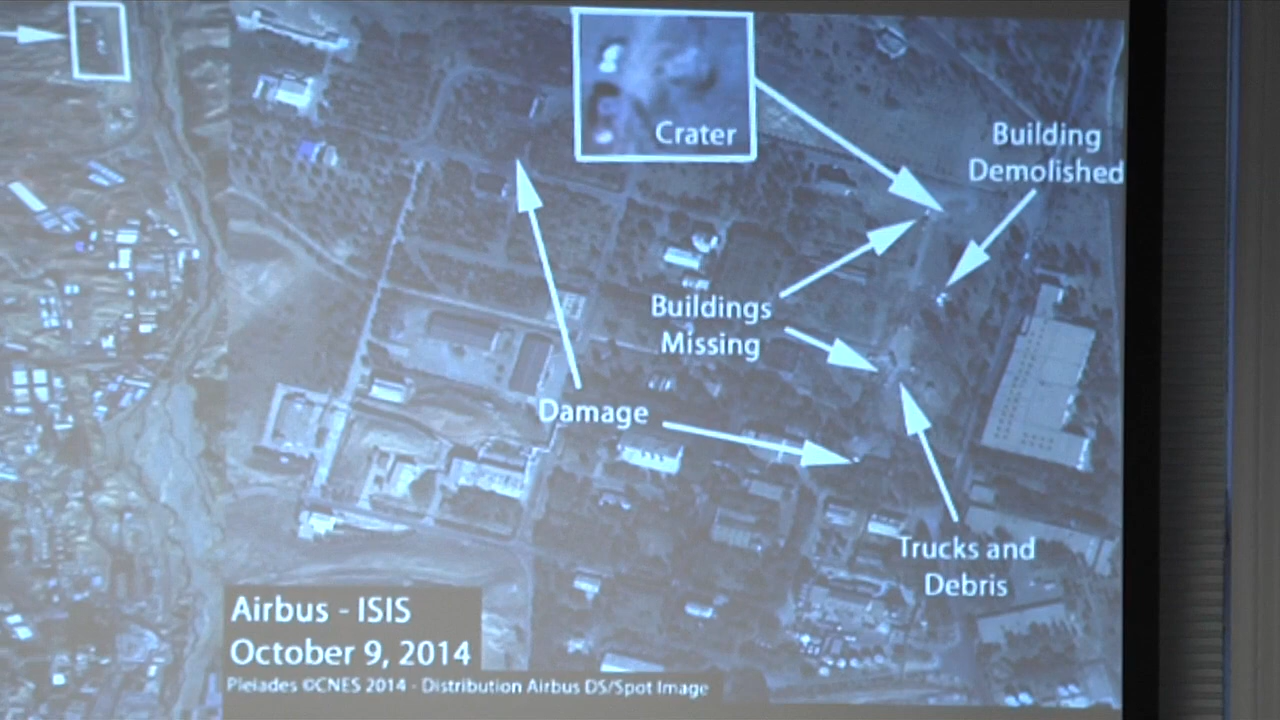 Crater
Building
Demolished
Buildings
Missing
Damage
Trucks and
Debris
Airbus - ISIS
October 9, 2014
Pleiades ©CNES 2014 - Distribution Airbus DS/Spot Image